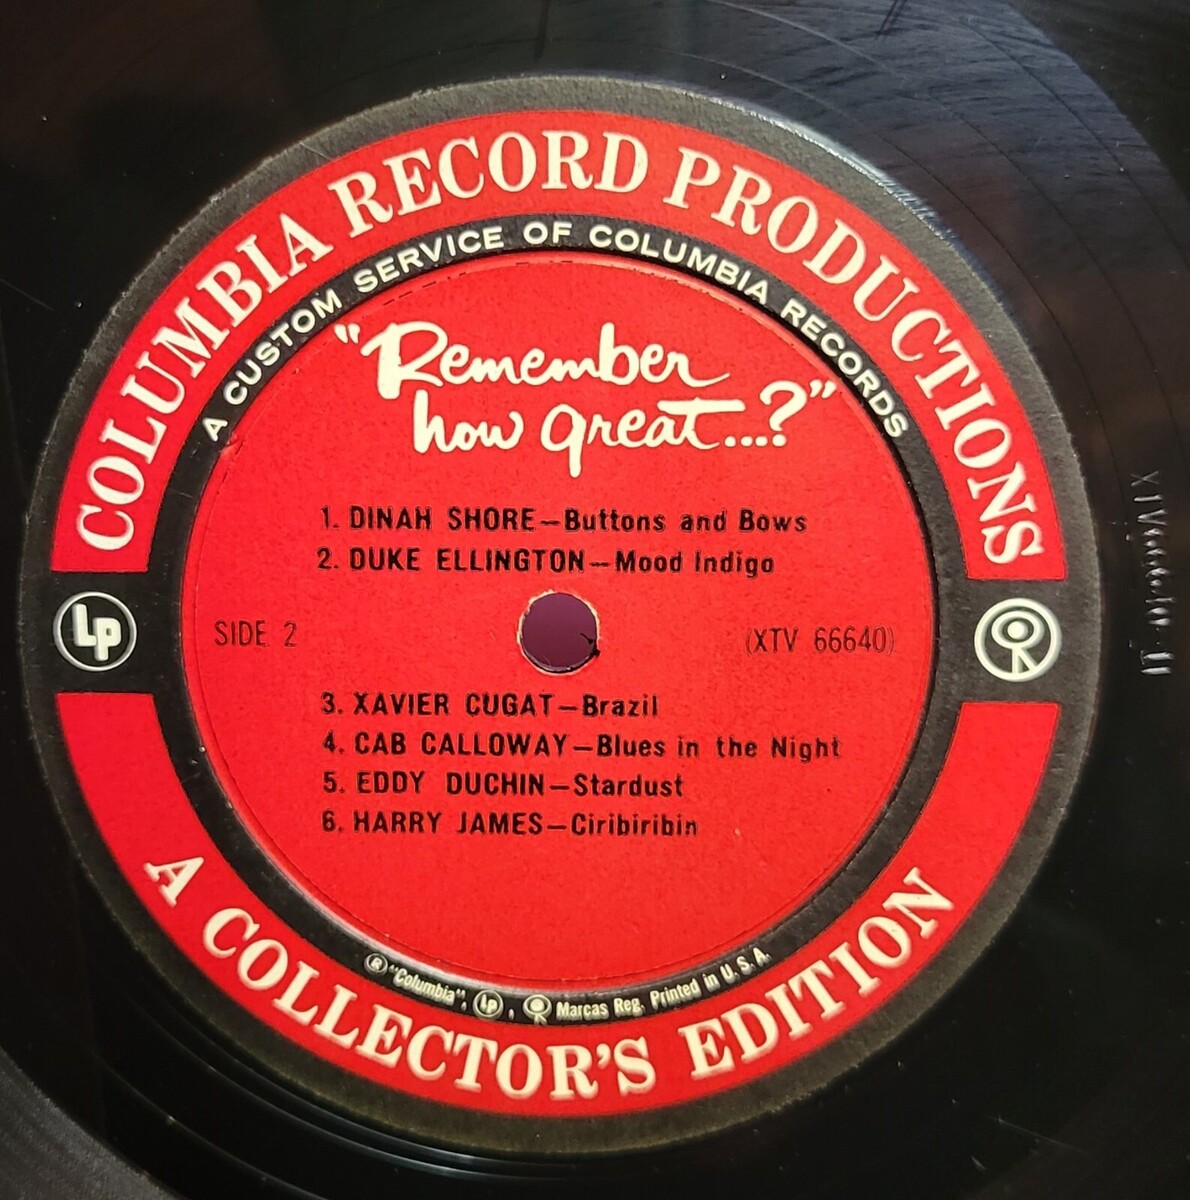 COLUMBIA RECORD PRODUCTIONS
A CUSTOM SERVICE OF COLUMBIA RECORDS
"Remember
how great...?"
1. DINAH SHORE—Buttons and Bows
2. DUKE ELLINGTON—Mood Indigo
Lp
SIDE 2
(XTV 66640)
3. XAVIER CUGAT—Brazil
4. CAB CALLOWAY—Blues in the Night
5. EDDY DUCHIN—Stardust
6. HARRY JAMES—Ciribiribin
® "Columbia", Lp, Marcas Reg. Printed in U.S.A.
A COLLECTOR'S EDITION